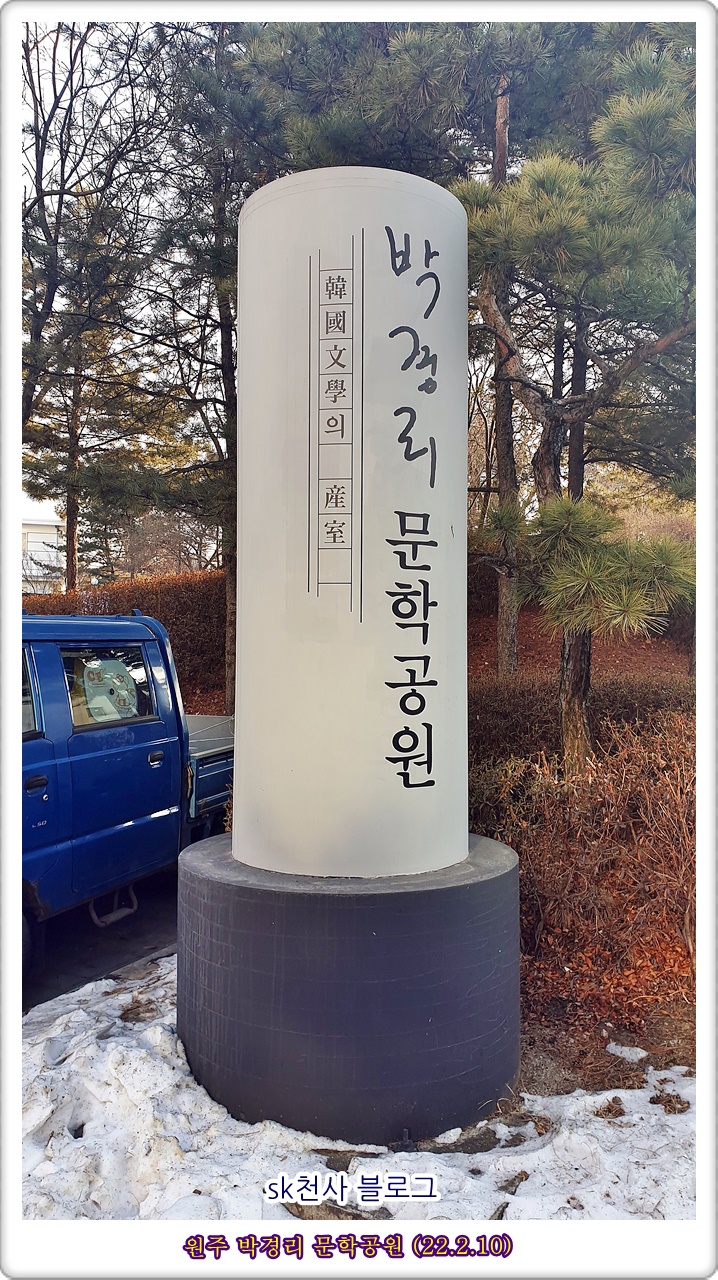 박경리 문학공원
韓國文學의 産室
sk천사 블로그
원주 박경리 문학공원 (22.2.10)